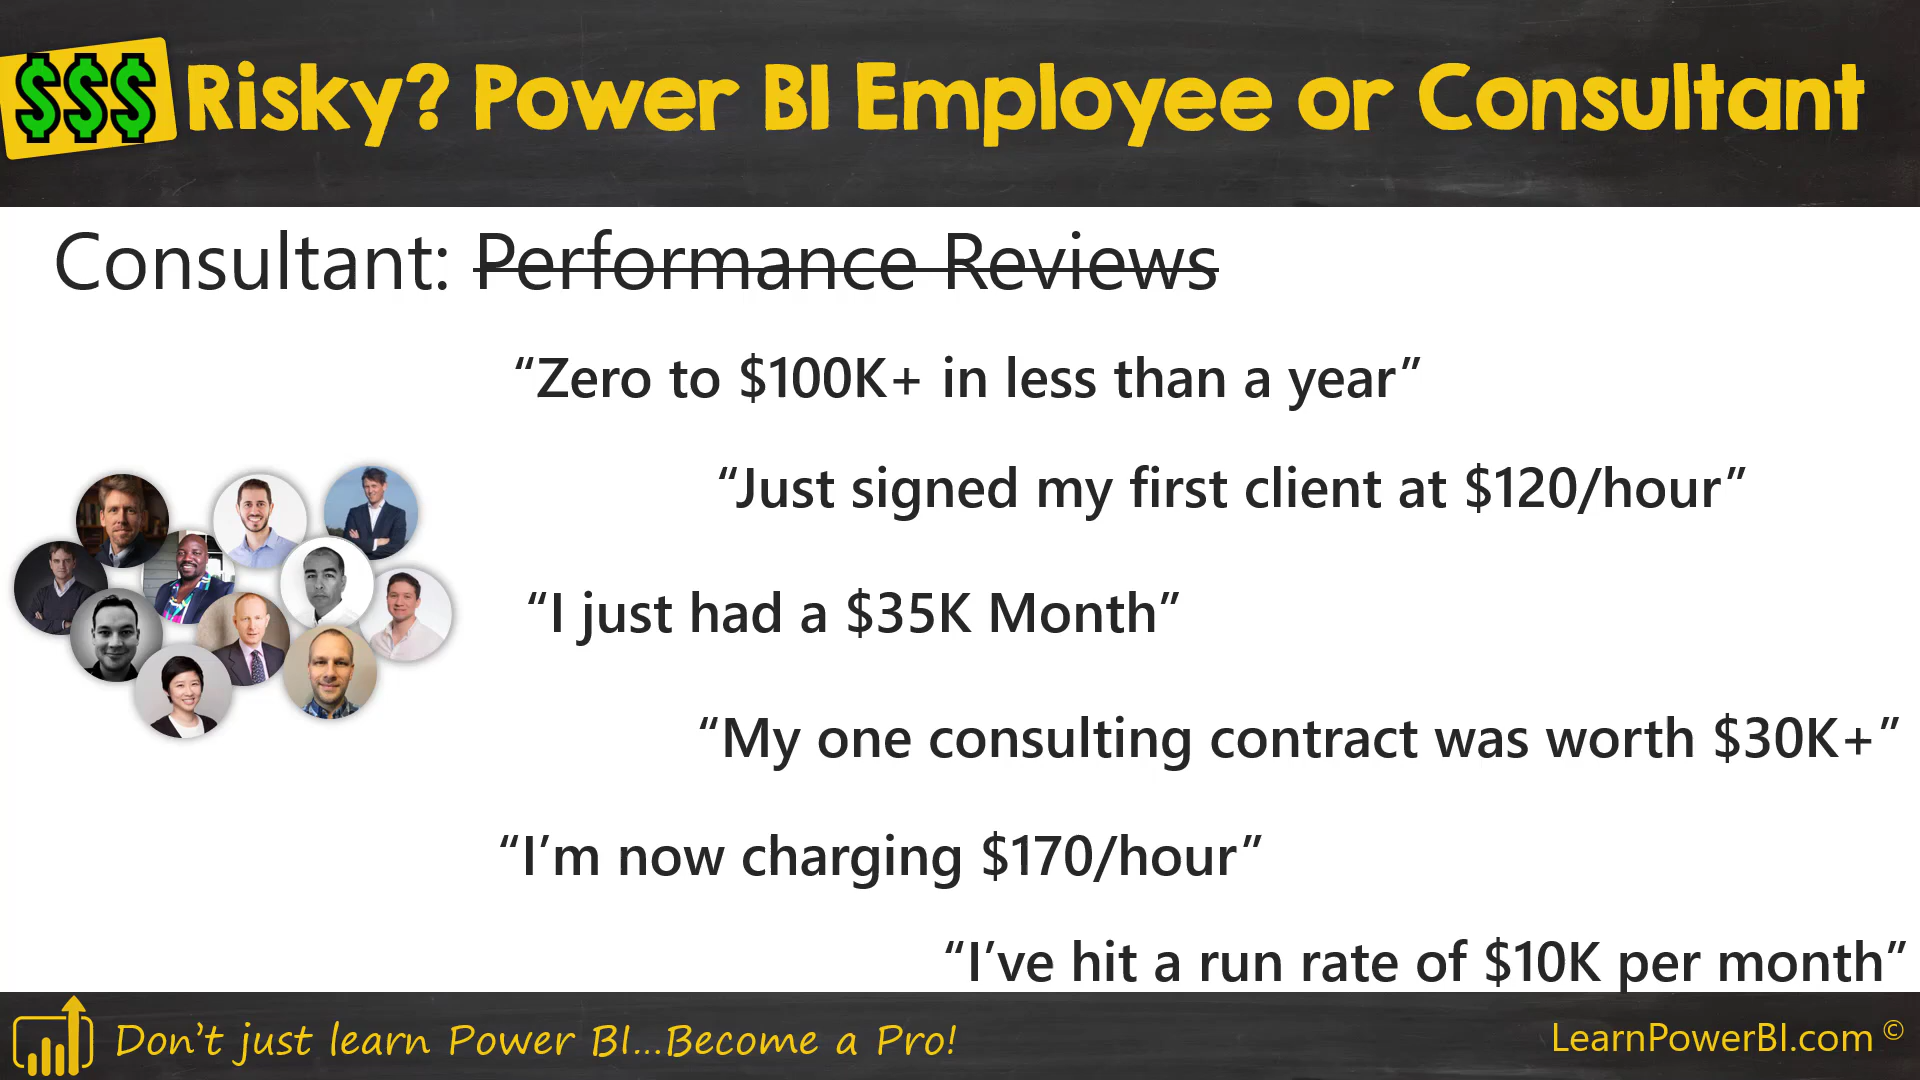 $$$ Risky? Power BI Employee or Consultant
Consultant: Performance Reviews
“Zero to $100K+ in less than a year”
“Just signed my first client at $120/hour”
“I just had a $35K Month”
“My one consulting contract was worth $30K+”
“I’m now charging $170/hour”
“I’ve hit a run rate of $10K per month”
Don’t just learn Power BI...Become a Pro!
LearnPowerBI.com ©